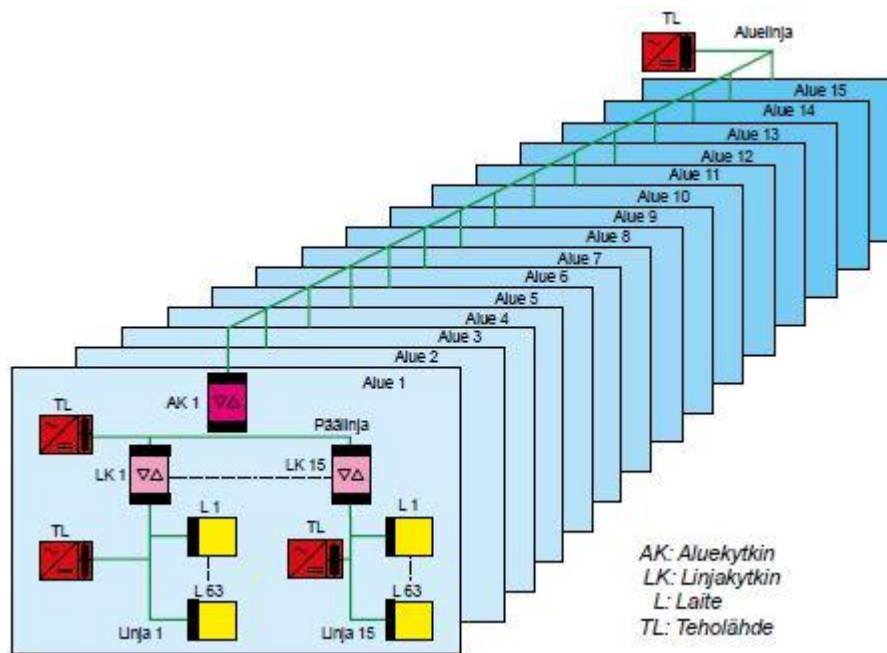 TL
Aluelinja
Alue 15
Alue 14
Alue 13
Alue 12
Alue 11
Alue 10
Alue 9
Alue 8
Alue 7
Alue 6
Alue 5
Alue 4
Alue 3
Alue 2
Alue 1
AK 1
TL
Päälinja
LK 1
LK 15
TL
L 1
TL
L 1
L 63
L 63
Linja 1
Linja 15
AK: Aluekytkin
LK: Linjakytkin
L: Laite
TL: Teholähde